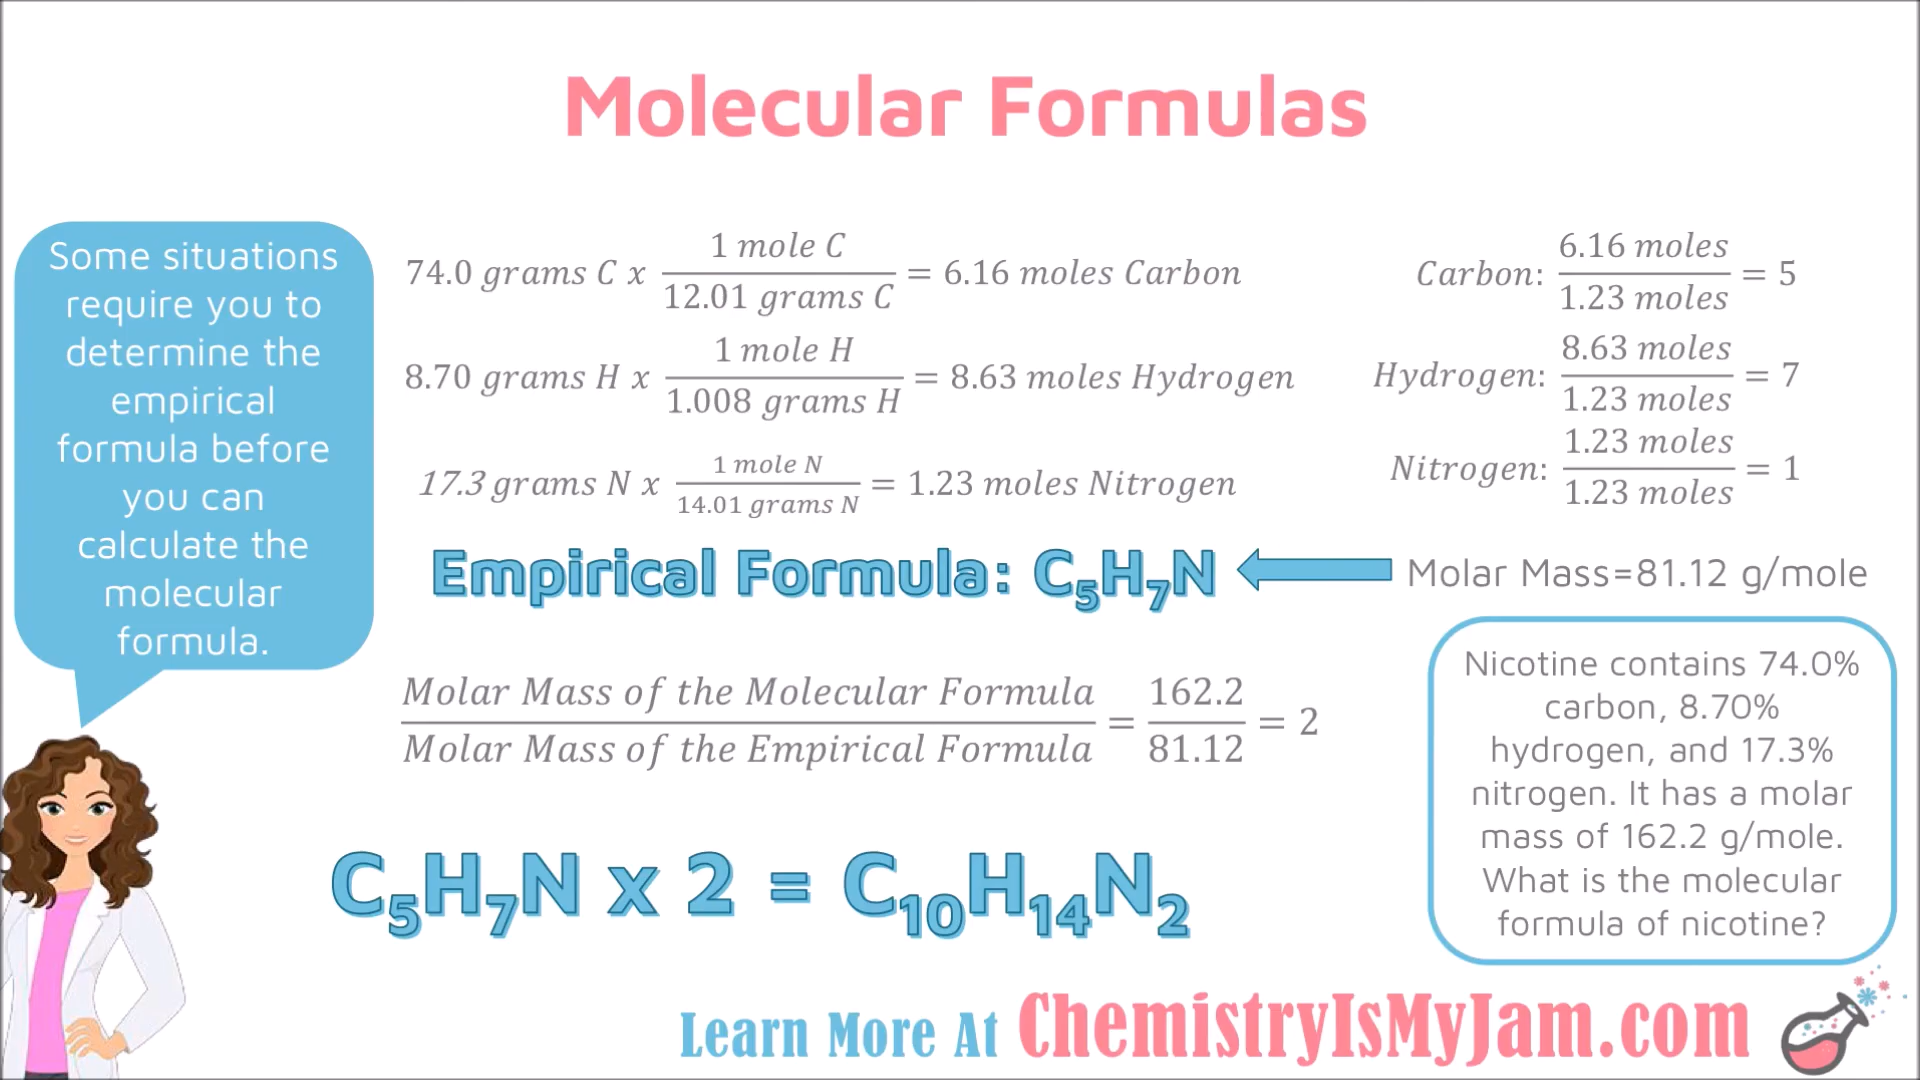 Molecular Formulas
Some situations
require you to
determine the
empirical
formula before
you can
calculate the
molecular
formula.
74.0 grams C x 1 mole C / 12.01 grams C = 6.16 moles Carbon
8.70 grams H x 1 mole H / 1.008 grams H = 8.63 moles Hydrogen
17.3 grams N x 1 mole N / 14.01 grams N = 1.23 moles Nitrogen
Carbon: 6.16 moles / 1.23 moles = 5
Hydrogen: 8.63 moles / 1.23 moles = 7
Nitrogen: 1.23 moles / 1.23 moles = 1
Empirical Formula: C₅H₇N
Molar Mass=81.12 g/mole
Molar Mass of the Molecular Formula / Molar Mass of the Empirical Formula = 162.2 / 81.12 = 2
C₅H₇N x 2 = C₁₀H₁₄N₂
Nicotine contains 74.0%
carbon, 8.70%
hydrogen, and 17.3%
nitrogen. It has a molar
mass of 162.2 g/mole.
What is the molecular
formula of nicotine?
Learn More At ChemistryIsMyJam.com